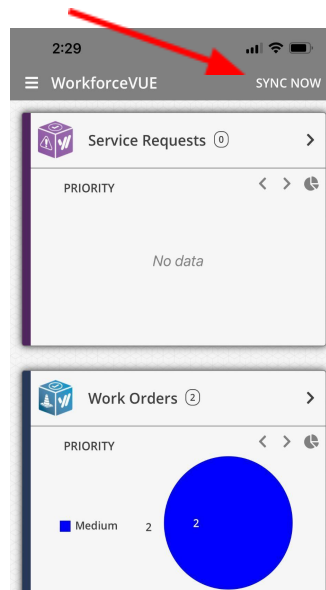 2:29
WorkforceVUE SYNC NOW
Service Requests 0
PRIORITY
No data
Work Orders 2
PRIORITY
Medium 2 2